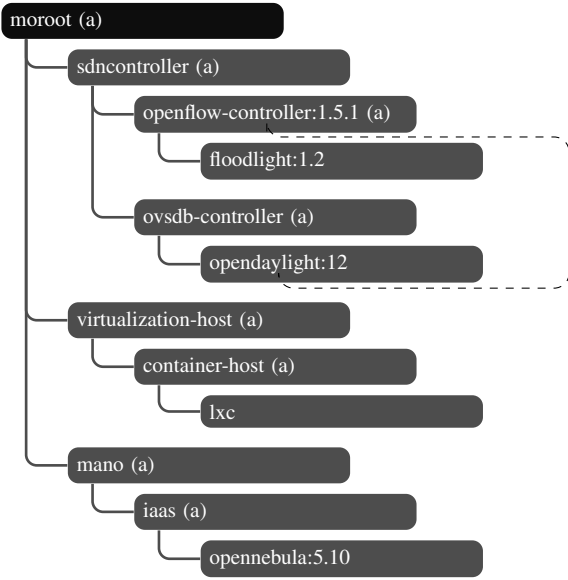 moroot (a)
sdncontroller (a)
openflow-controller:1.5.1 (a)
floodlight:1.2
ovsdb-controller (a)
opendaylight:12
virtualization-host (a)
container-host (a)
lxc
mano (a)
iaas (a)
opennebula:5.10